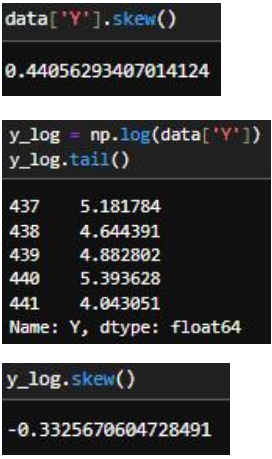 data['Y'].skew()
0.44056293407014124
y_log = np.log(data['Y'])
y_log.tail()
437    5.181784
438    4.644391
439    4.882802
440    5.393628
441    4.043051
Name: Y, dtype: float64
y_log.skew()
-0.3325670604728491